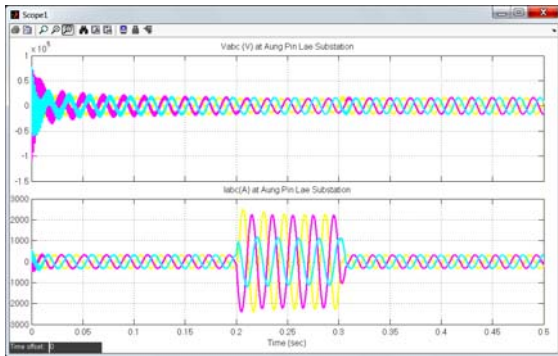 Scope1
Vabc (V) at Aung Pin Lae Substation
1
0.5
0
-0.5
-1
-1.5
Iabc(A) at Aung Pin Lae Substation
3000
2000
1000
0
1000
2000
3000
0 0.05 0.1 0.15 0.2 0.25 0.3 0.35 0.4 0.45 0.5
Time (sec)
Time offset: 0